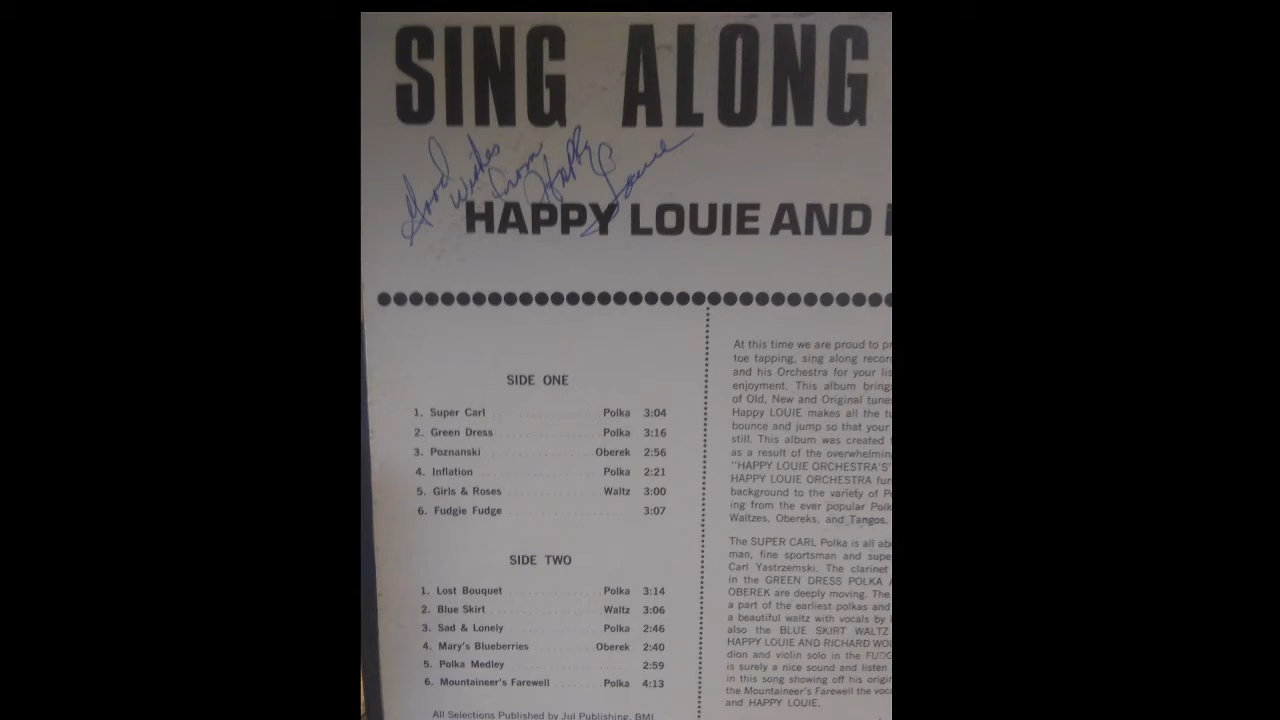 SING ALONG
Good wishes from Happy Louie
HAPPY LOUIE AND
SIDE ONE
1. Super Carl Polka 3:04
2. Green Dress Polka 3:16
3. Poznanski Oberek 2:56
4. Inflation Polka 2:21
5. Girls & Roses Waltz 3:00
6. Fudgie Fudge 3:07
SIDE TWO
1. Lost Bouquet Polka 3:14
2. Blue Skirt Waltz 3:06
3. Sad & Lonely Polka 2:46
4. Mary's Blueberries Oberek 2:40
5. Polka Medley 2:59
6. Mountaineer's Farewell Polka 4:13
All Selections Published by Jul Publishing, BMI
At this time we are proud to
toe tapping, sing along
and his Orchestra for your
enjoyment. This album
of Old, New and Original
Happy LOUIE makes all the
bounce and jump so that your
still. This album was created
as a result of the
"HAPPY LOUIE ORCHESTRA'S"
HAPPY LOUIE ORCHESTRA
background to the variety of
ing from the ever popular
Waltzes, Obereks, and Tangos.
The SUPER CARL Polka is all
man, fine sportsman and
Carl Yastrzemski. The clarinet
in the GREEN DRESS POLKA
OBEREK are deeply moving. The
a part of the earliest polkas and
a beautiful waltz with vocals by
also the BLUE SKIRT WALTZ
HAPPY LOUIE AND RICHARD
dion and violin solo in the
is surely a nice sound and listen
in this song showing off his
the Mountaineer's Farewell the
and HAPPY LOUIE.